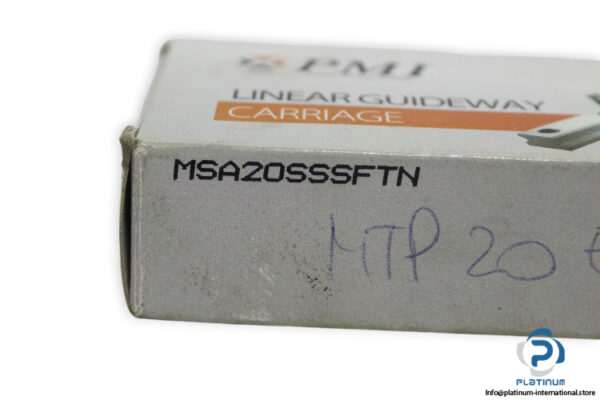 PMI
LINEAR GUIDEWAY
CARRIAGE
MSA20SSSFTN
MTP 20
PLATINUM
Info@platinum-international.store